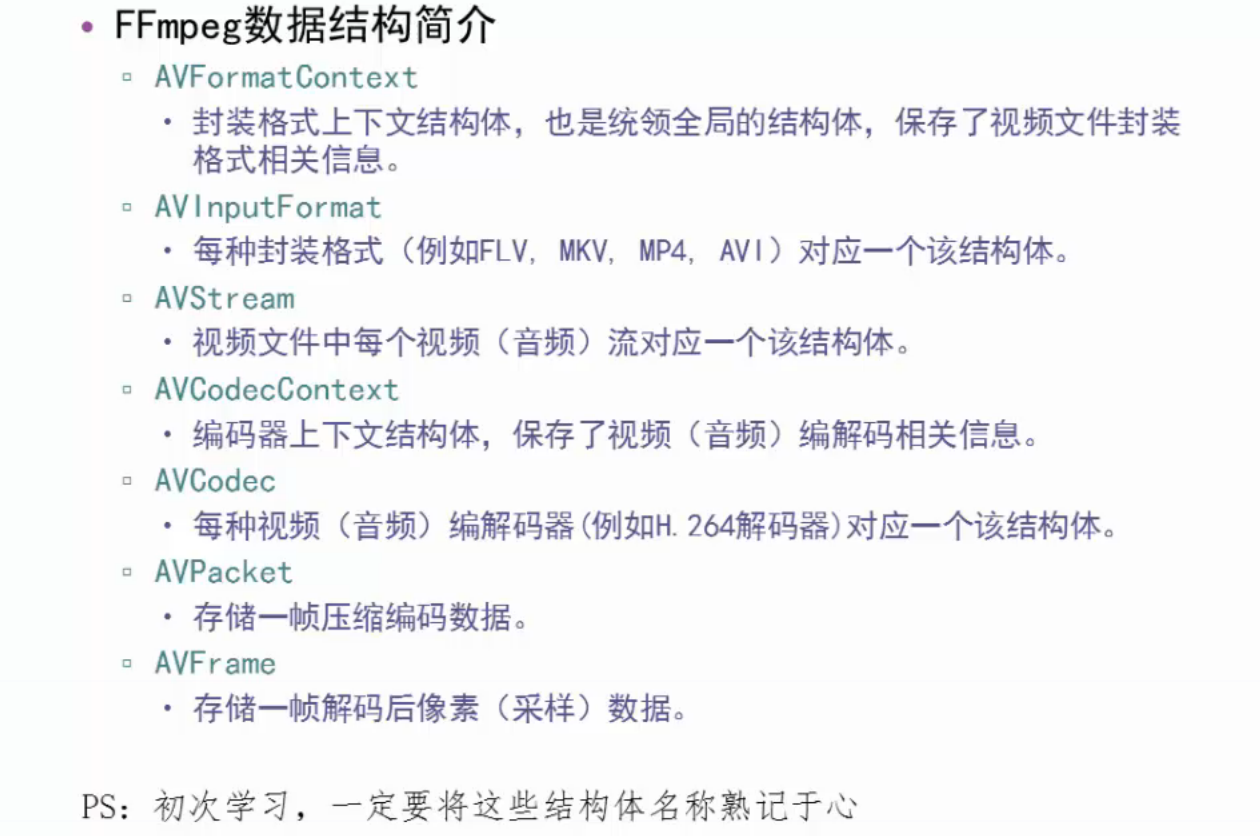 • FFmpeg数据结构简介
▫ AVFormatContext
• 封装格式上下文结构体，也是统领全局的结构体，保存了视频文件封装
格式相关信息。
▫ AVInputFormat
• 每种封装格式（例如FLV, MKV, MP4, AVI）对应一个该结构体。
▫ AVStream
• 视频文件中每个视频（音频）流对应一个该结构体。
▫ AVCodecContext
• 编码器上下文结构体，保存了视频（音频）编解码相关信息。
▫ AVCodec
• 每种视频（音频）编解码器(例如H.264解码器)对应一个该结构体。
▫ AVPacket
• 存储一帧压缩编码数据。
▫ AVFrame
• 存储一帧解码后像素（采样）数据。
PS：初次学习，一定要将这些结构体名称熟记于心